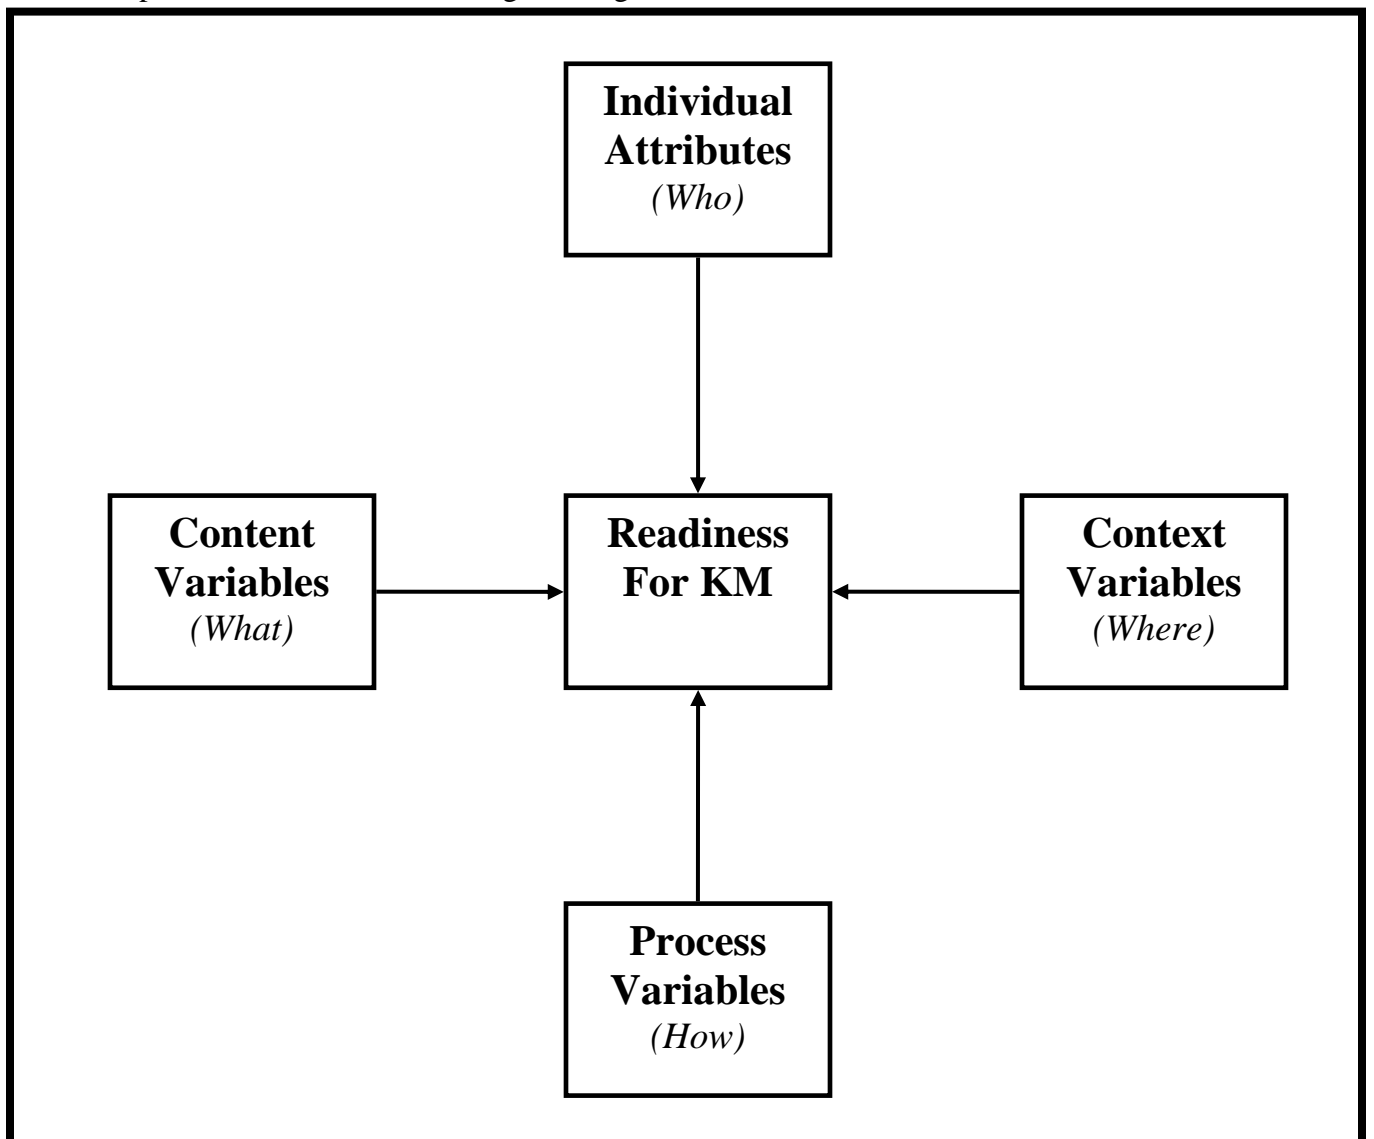 Individual
Attributes
(Who)
Content
Variables
(What)
Readiness
For KM
Context
Variables
(Where)
Process
Variables
(How)